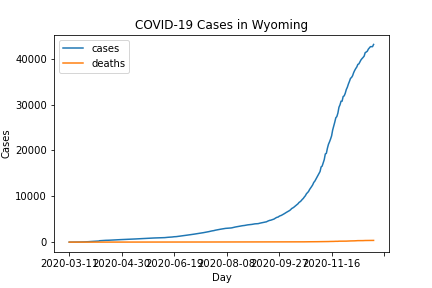 COVID-19 Cases in Wyoming
cases
deaths
40000
30000
20000
10000
0
Cases
2020-03-11 2020-04-30 2020-06-19 2020-08-08 2020-09-27 2020-11-16
Day